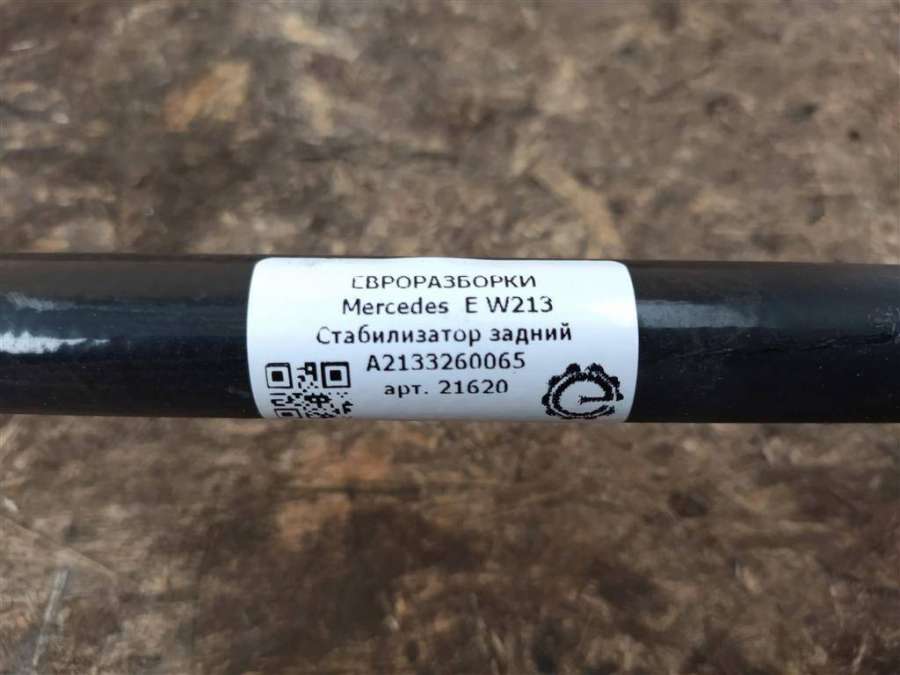 ЕВРОРАЗБОРКИ
Mercedes E W213
Стабилизатор задний
A2133260065
арт. 21620